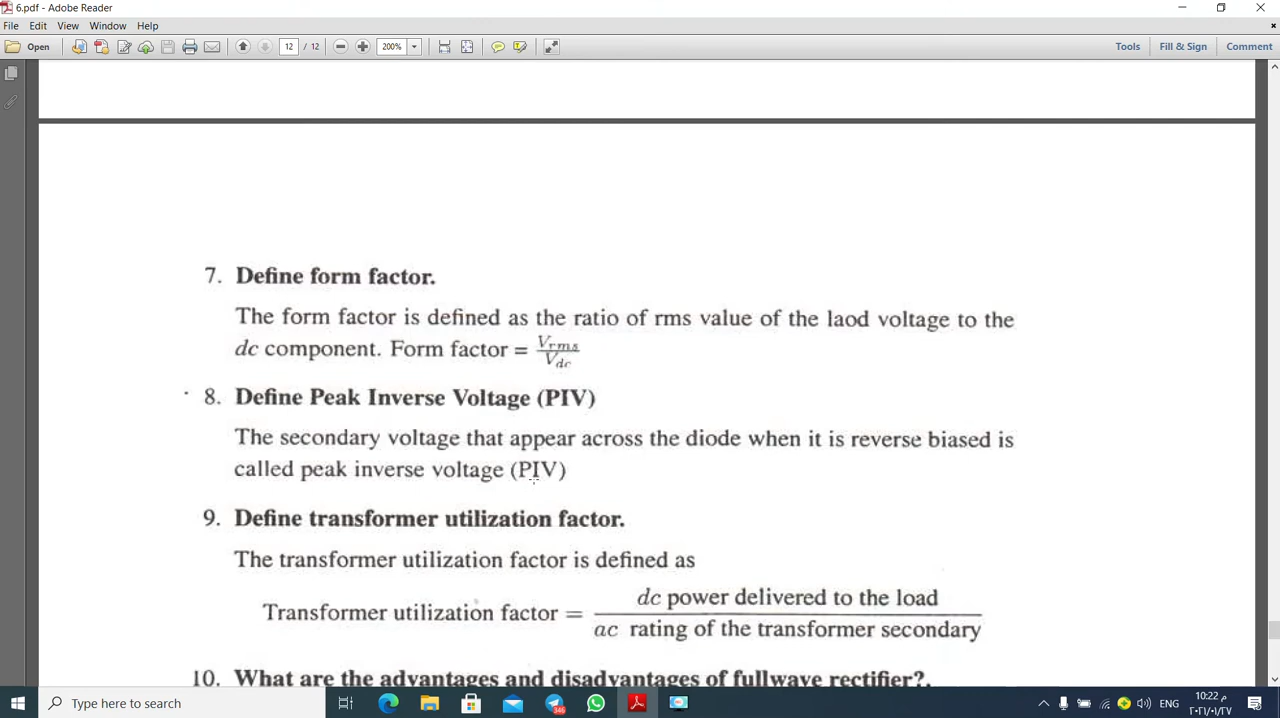 6.pdf - Adobe Reader
File Edit View Window Help
Open 12 / 12 200% Tools Fill & Sign Comment
7. Define form factor.
The form factor is defined as the ratio of rms value of the laod voltage to the
dc component. Form factor = Vrms / Vdc
8. Define Peak Inverse Voltage (PIV)
The secondary voltage that appear across the diode when it is reverse biased is
called peak inverse voltage (PIV)
9. Define transformer utilization factor.
The transformer utilization factor is defined as
Transformer utilization factor = dc power delivered to the load / ac rating of the transformer secondary
10. What are the advantages and disadvantages of fullwave rectifier?.
Type here to search
ENG
10:22 م
٢٠٢١/٠١/٢٧